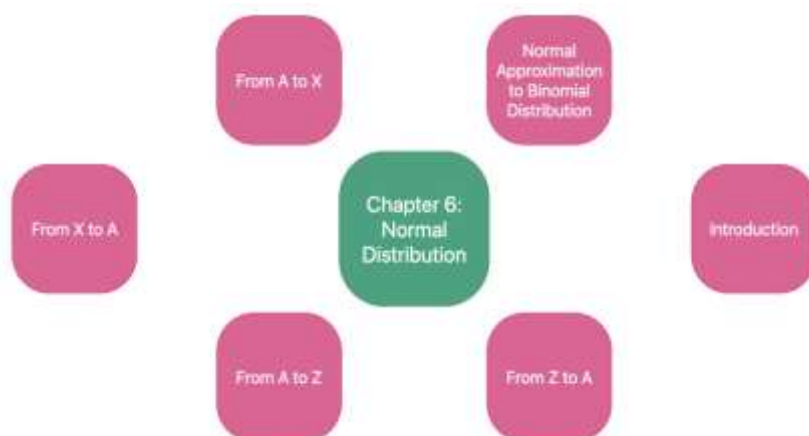 From A to X
Normal
Approximation
to Binomial
Distribution
From X to A
Chapter 6:
Normal
Distribution
Introduction
From A to Z
From Z to A